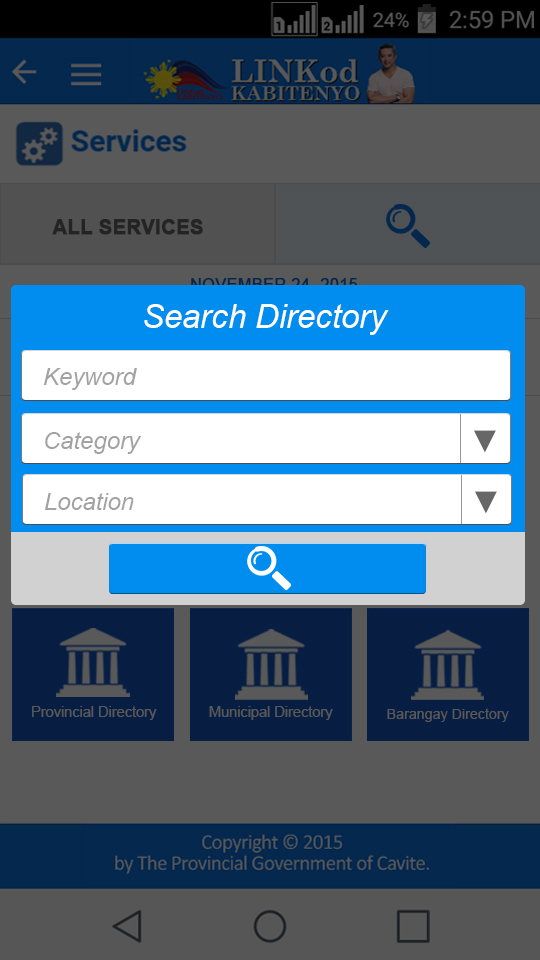 1
2
24%
2:59 PM
LINKod
KABITENYO
Services
ALL SERVICES
NOVEMBER 24, 2015
Search Directory
Keyword
Category
Location
Provincial Directory
Municipal Directory
Barangay Directory
Copyright © 2015
by The Provincial Government of Cavite.